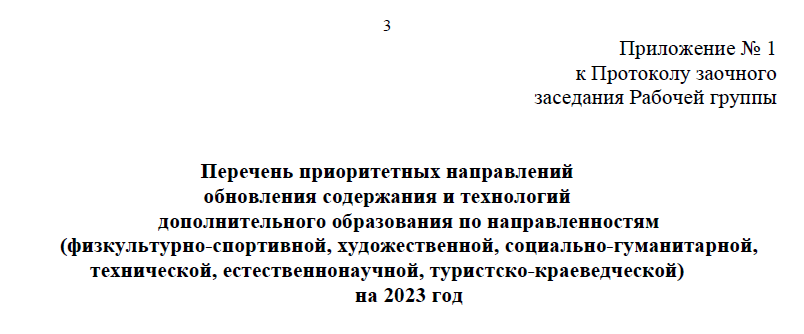 3
Приложение № 1
к Протоколу заочного
заседания Рабочей группы
Перечень приоритетных направлений
обновления содержания и технологий
дополнительного образования по направленностям
(физкультурно-спортивной, художественной, социально-гуманитарной,
технической, естественнонаучной, туристско-краеведческой)
на 2023 год